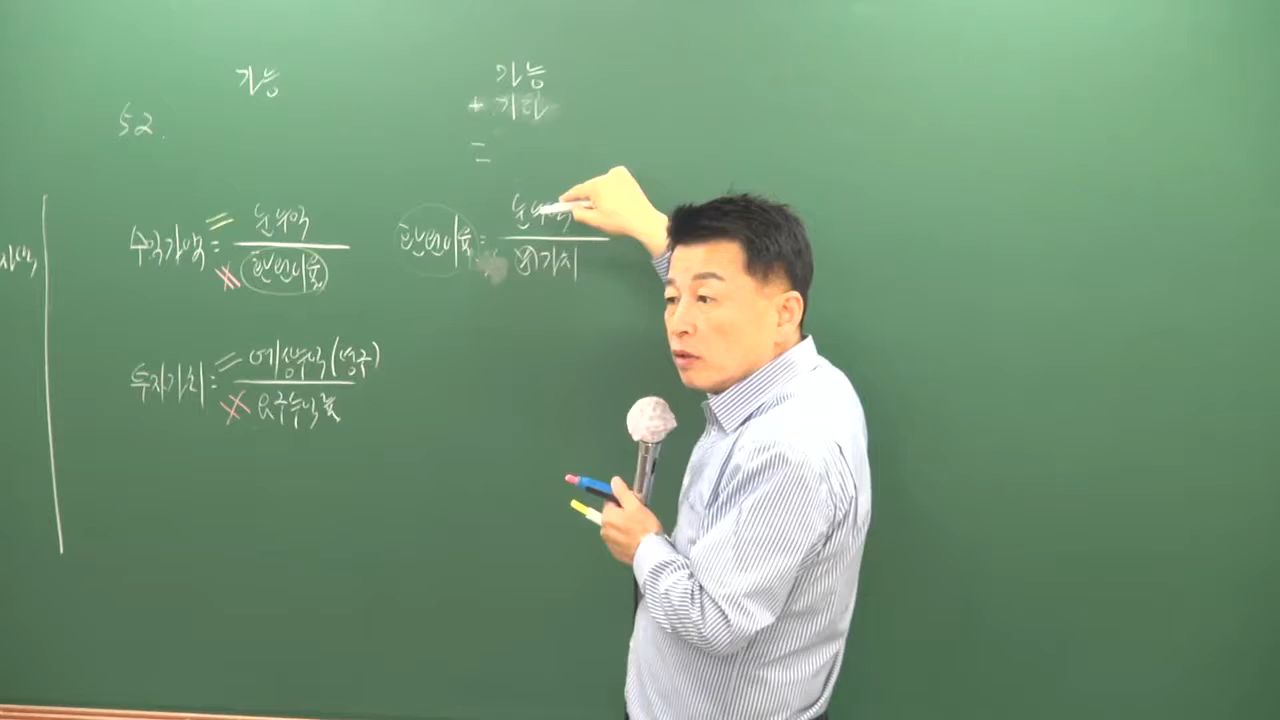 가능
52.
수익가액 = 순수익
환원이율
투자가치 = 예상수익(영구)
요구수익률
가능
+
=
환원이율 = 순수익
가치